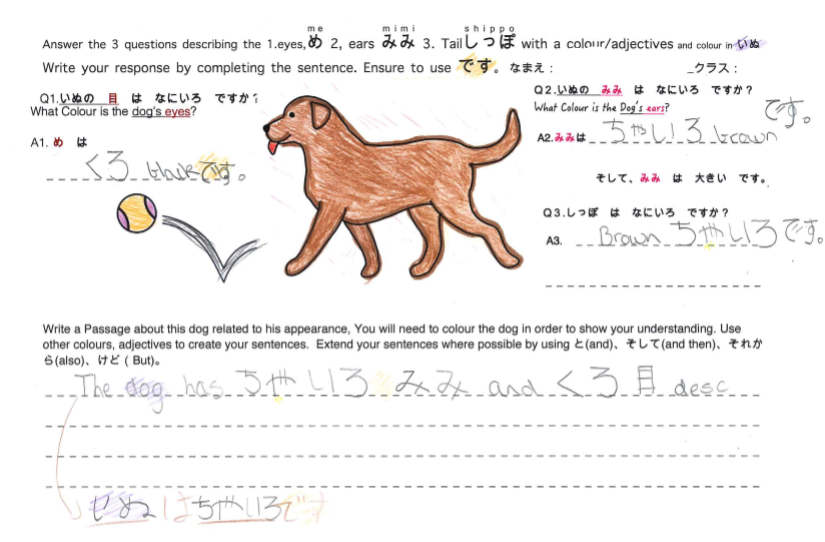 me mimi shippo
Answer the 3 questions describing the 1.eyes,め 2, ears みみ 3. Tailしっぽ with a colour/adjectives and colour in いぬ
Write your response by completing the sentence. Ensure to use です。 なまえ : _クラス :
Q1.いぬの 目 は なにいろ ですか?
What Colour is the dog's eyes?
A1. め は
くろ black です。
Q2.いぬの みみ は なにいろ ですか?
What Colour is the Dog's ears?
です。
A2.みみは ちゃいろ brown
そして、みみ は 大きい です。
Q3.しっぽ は なにいろ ですか?
A3. Brown ちゃいろです。
Write a Passage about this dog related to his appearance, You will need to colour the dog in order to show your understanding. Use
other colours, adjectives to create your sentences. Extend your sentences where possible by using と(and)、そして(and then)、それか
ら(also)、けど ( But)。
The dog has ちゃいろ みみ and くろ 目 desc
いぬ はちゃいろです